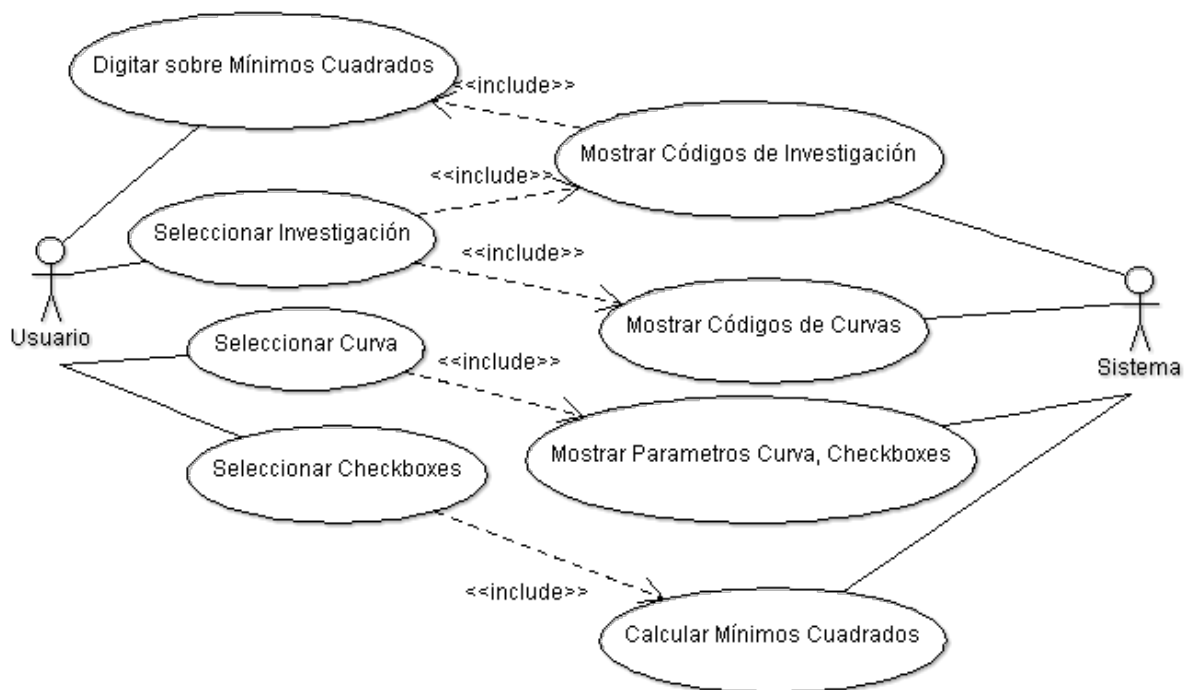 Digitar sobre Mínimos Cuadrados
<<include>>
Mostrar Códigos de Investigación
<<include>>
Seleccionar Investigación
<<include>>
Mostrar Códigos de Curvas
Usuario
Seleccionar Curva
<<include>>
Sistema
Mostrar Parametros Curva, Checkboxes
Seleccionar Checkboxes
<<include>>
Calcular Mínimos Cuadrados